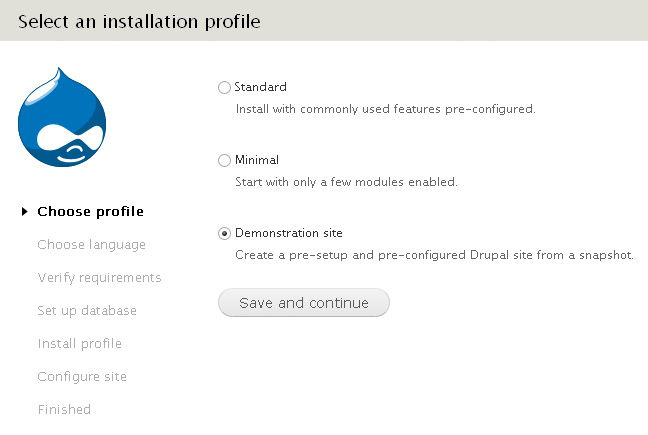 Select an installation profile
Standard
Install with commonly used features pre-configured.
Minimal
Start with only a few modules enabled.
Demonstration site
Create a pre-setup and pre-configured Drupal site from a snapshot.
Save and continue
Choose profile
Choose language
Verify requirements
Set up database
Install profile
Configure site
Finished